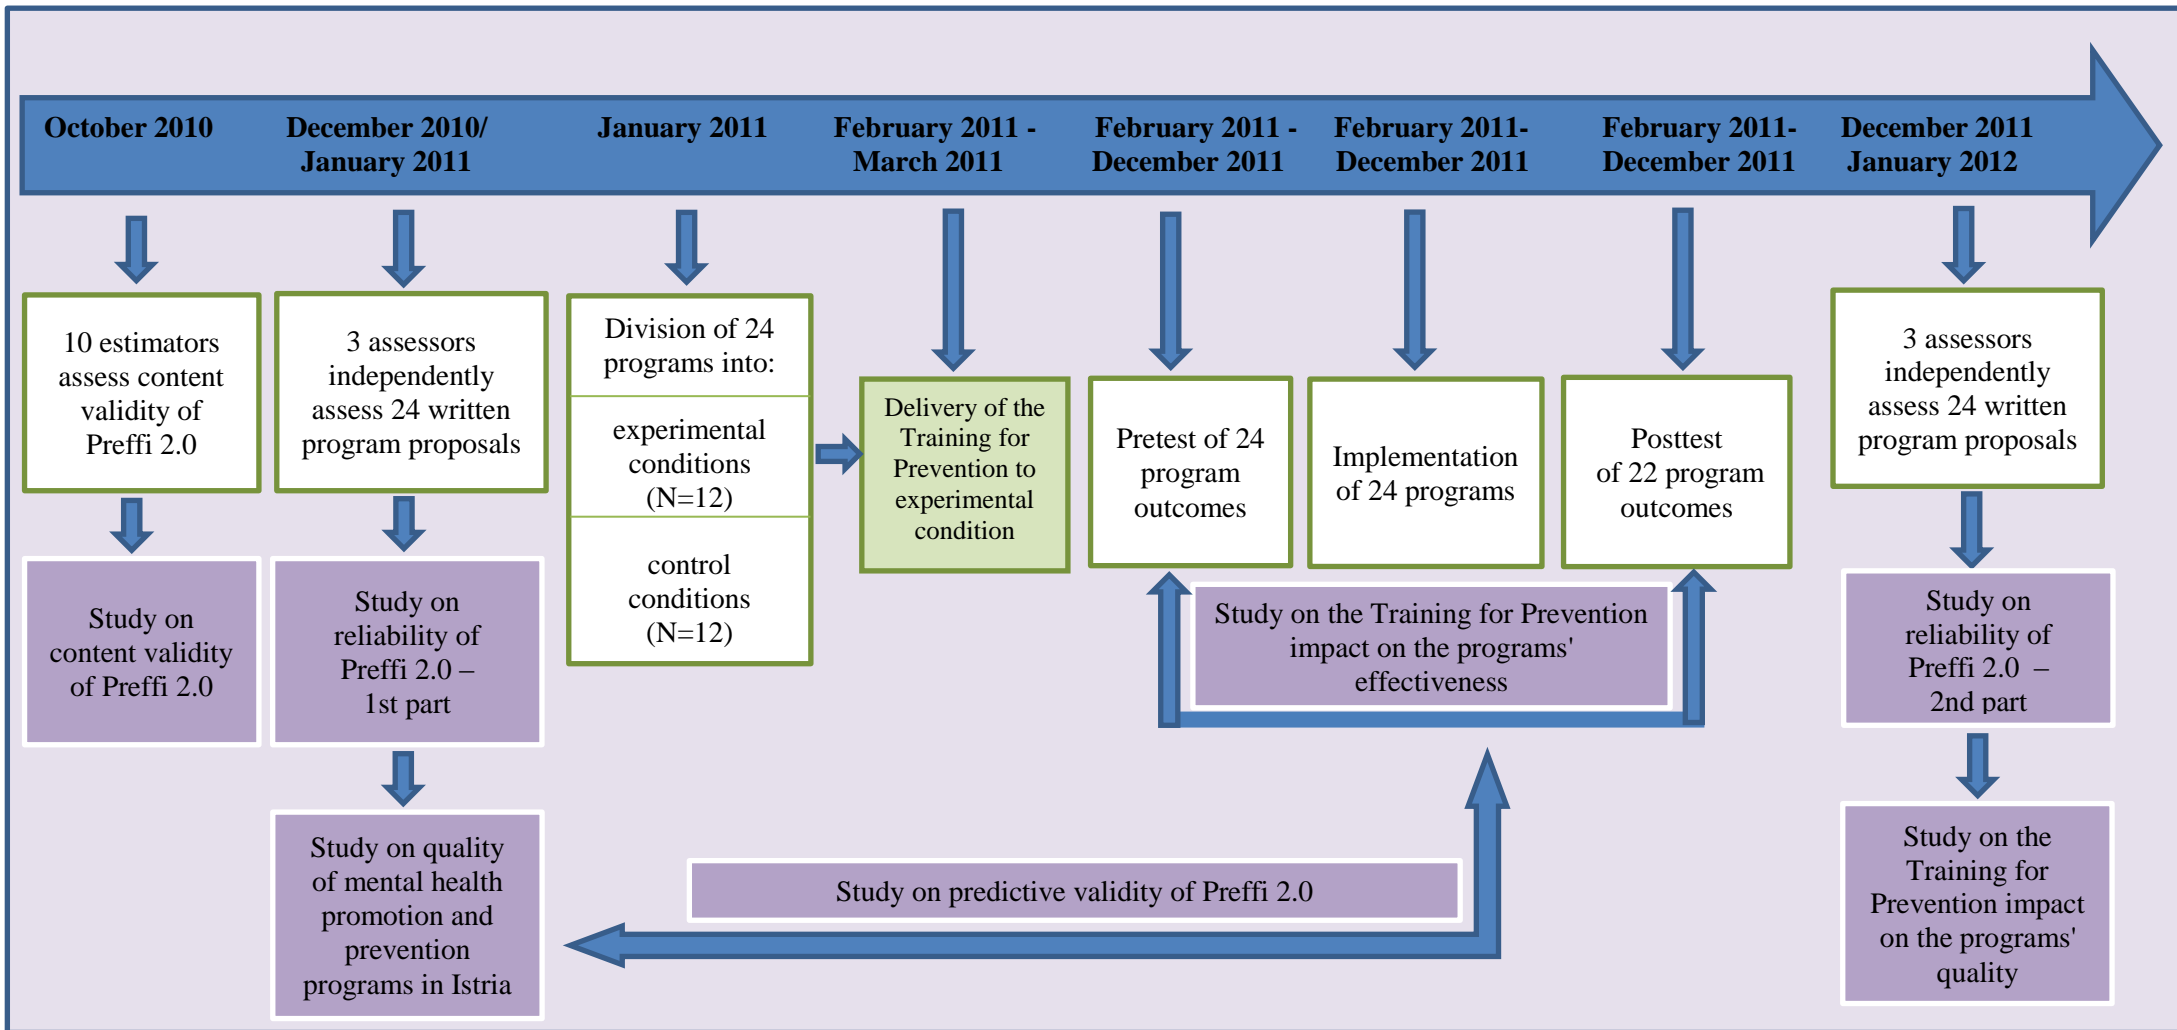 October 2010
December 2010/
January 2011
January 2011
February 2011 -
March 2011
February 2011 -
December 2011
February 2011-
December 2011
February 2011-
December 2011
December 2011
January 2012
10 estimators
assess content
validity of
Preffi 2.0
3 assessors
independently
assess 24 written
program proposals
Division of 24
programs into:
experimental
conditions
(N=12)
control
conditions
(N=12)
Delivery of the
Training for
Prevention to
experimental
condition
Pretest of 24
program
outcomes
Implementation
of 24 programs
Posttest
of 22 program
outcomes
3 assessors
independently
assess 24 written
program proposals
Study on
content validity
of Preffi 2.0
Study on
reliability of
Preffi 2.0 –
1st part
Study on the Training for Prevention
impact on the programs'
effectiveness
Study on
reliability of
Preffi 2.0 –
2nd part
Study on quality
of mental health
promotion and
prevention
programs in Istria
Study on predictive validity of Preffi 2.0
Study on the
Training for
Prevention impact
on the programs'
quality